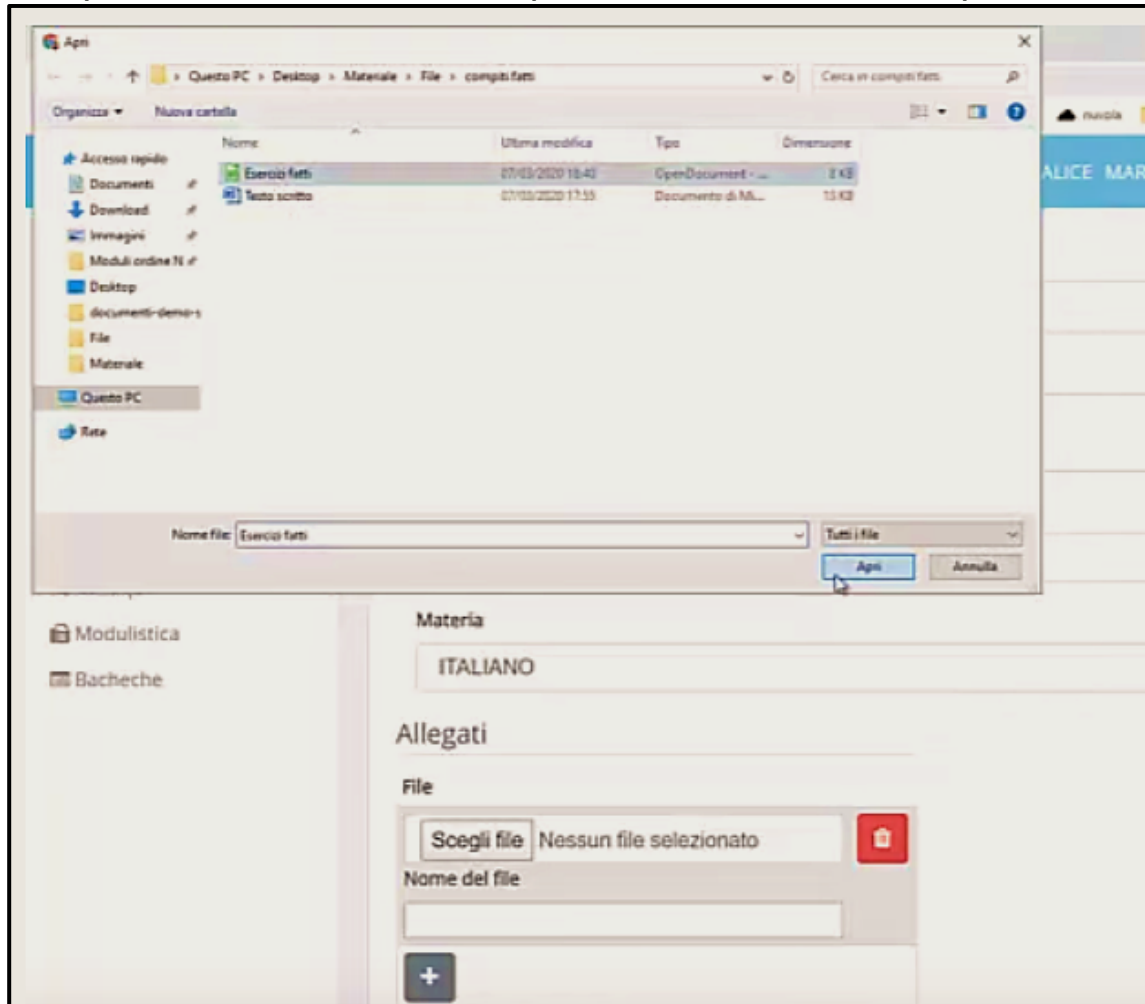 Apri
Questo PC › Desktop › Materiale › File › compiti fatti
Cerca in compiti fatti
Organizza
Nuova cartella
nuvola
Nome
Ultima modifica
Tipo
Dimensione
Accesso rapido
Esercizi fatti
07/03/2020 18:40
OpenDocument - ...
8 KB
ALICE MAR
Documenti
Testo scritto
07/03/2020 17:55
Documento di Mi...
Download
Immagini
Moduli ordine N
Desktop
documenti-demo-s
File
Materiale
Questo PC
Rete
Nome file:
Esercizi fatti
Tutti i file
Apri
Annulla
Materia
Modulistica
ITALIANO
Bacheche
Allegati
File
Scegli file
Nessun file selezionato
Nome del file
+